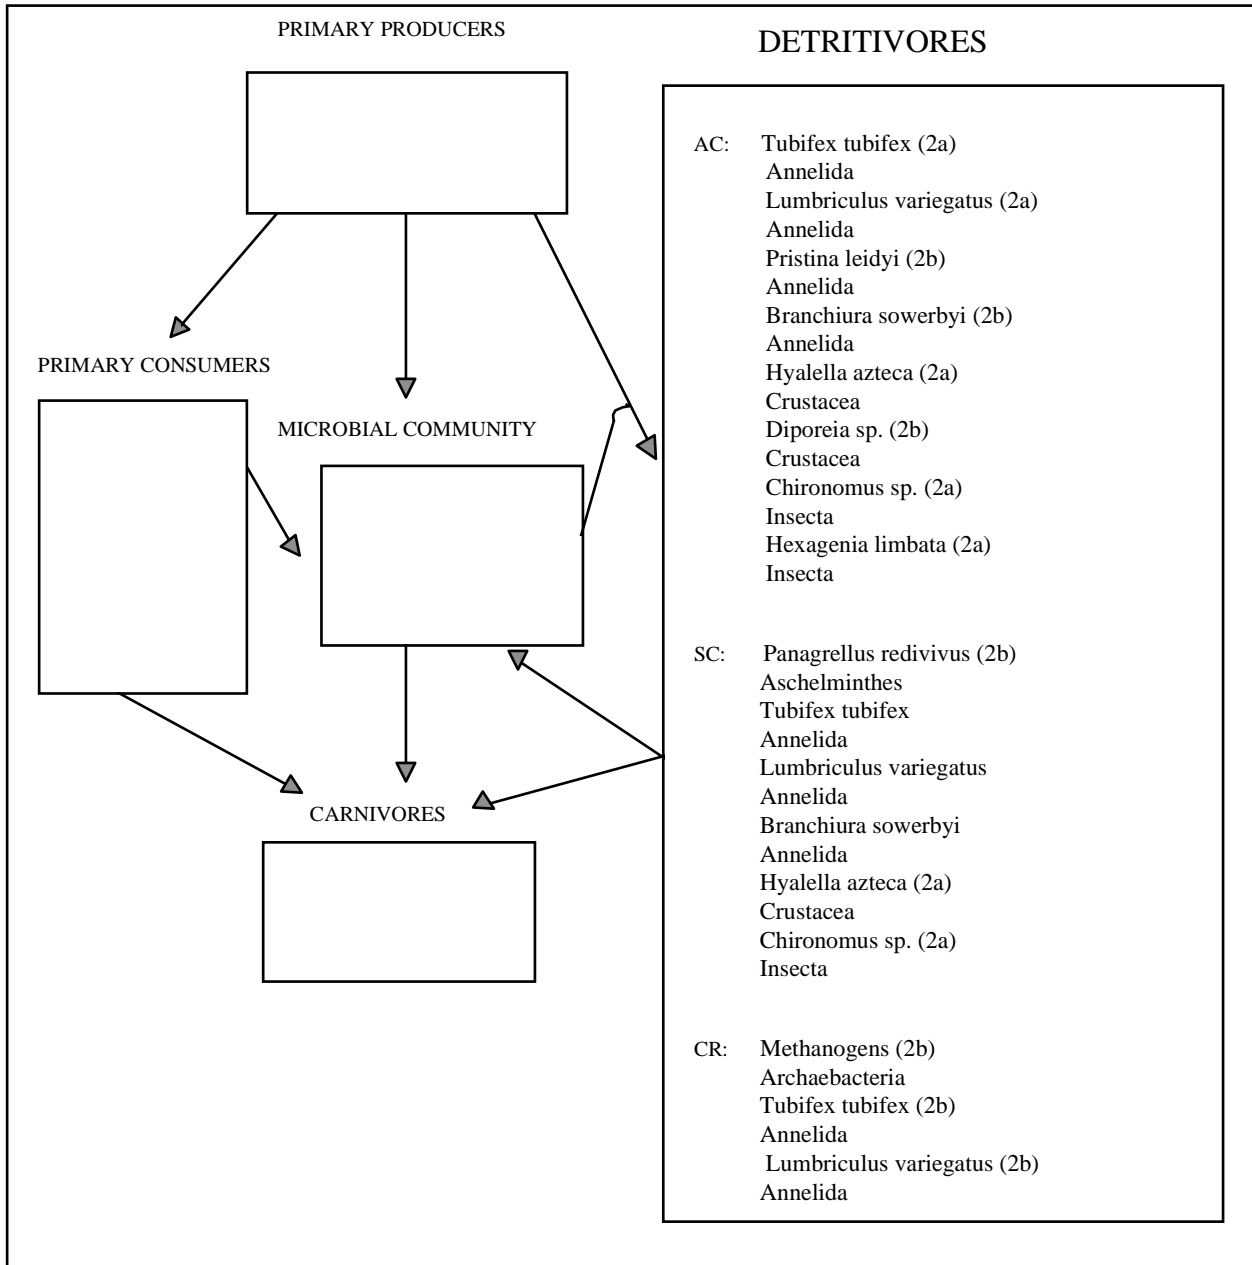 PRIMARY PRODUCERS
DETRITIVORES
AC: Tubifex tubifex (2a)
Annelida
Lumbriculus variegatus (2a)
Annelida
Pristina leidyi (2b)
Annelida
Branchiura sowerbyi (2b)
Annelida
Hyalella azteca (2a)
Crustacea
Diporeia sp. (2b)
Crustacea
Chironomus sp. (2a)
Insecta
Hexagenia limbata (2a)
Insecta
SC: Panagrellus redivivus (2b)
Aschelminthes
Tubifex tubifex
Annelida
Lumbriculus variegatus
Annelida
Branchiura sowerbyi
Annelida
Hyalella azteca (2a)
Crustacea
Chironomus sp. (2a)
Insecta
CR: Methanogens (2b)
Archaebacteria
Tubifex tubifex (2b)
Annelida
Lumbriculus variegatus (2b)
Annelida
PRIMARY CONSUMERS
MICROBIAL COMMUNITY
CARNIVORES